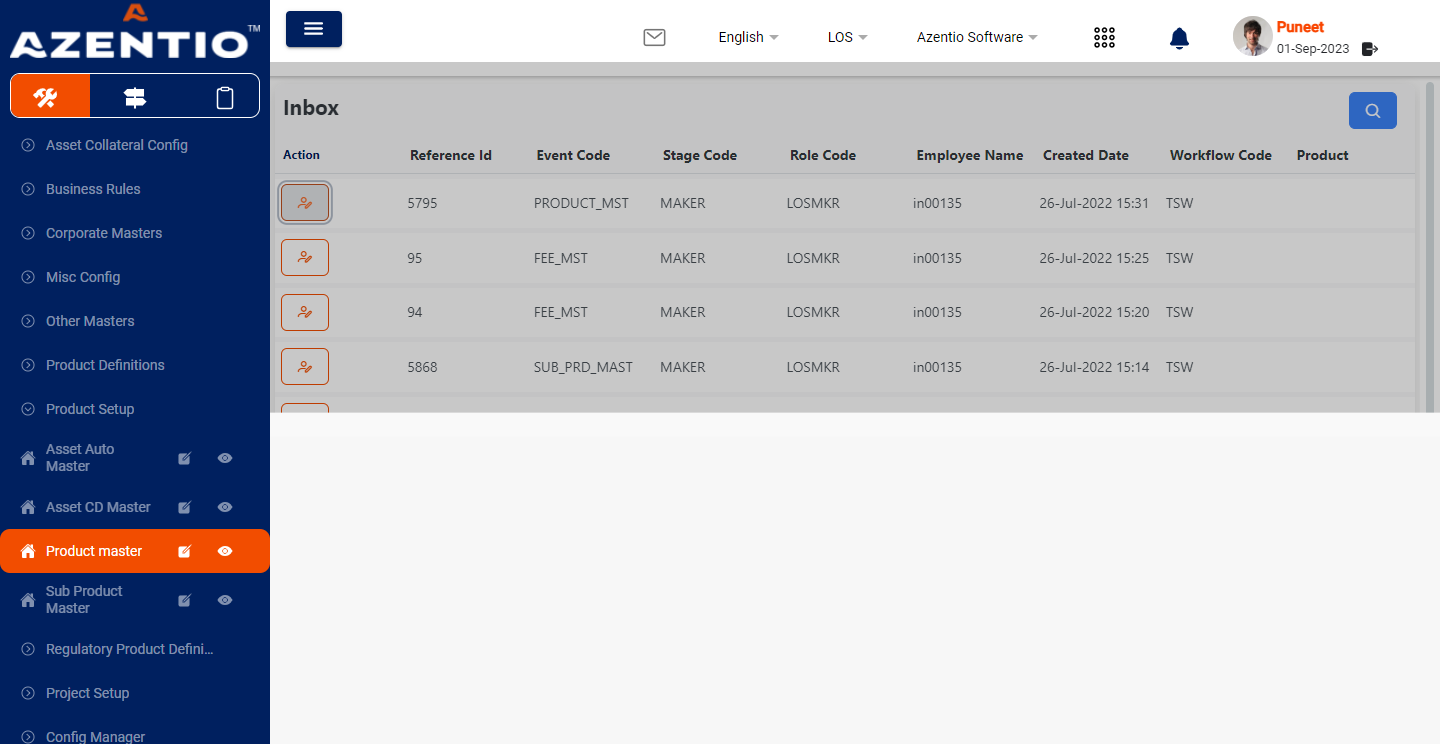 AZENTIO™
English
LOS
Azentio Software
Puneet
01-Sep-2023
Asset Collateral Config
Business Rules
Corporate Masters
Misc Config
Other Masters
Product Definitions
Product Setup
Asset Auto
Master
Asset CD Master
Product master
Sub Product
Master
Regulatory Product Defini...
Project Setup
Config Manager
Inbox
Action Reference Id Event Code Stage Code Role Code Employee Name Created Date Workflow Code Product
5795 PRODUCT_MST MAKER LOSMKR in00135 26-Jul-2022 15:31 TSW
95 FEE_MST MAKER LOSMKR in00135 26-Jul-2022 15:25 TSW
94 FEE_MST MAKER LOSMKR in00135 26-Jul-2022 15:20 TSW
5868 SUB_PRD_MAST MAKER LOSMKR in00135 26-Jul-2022 15:14 TSW